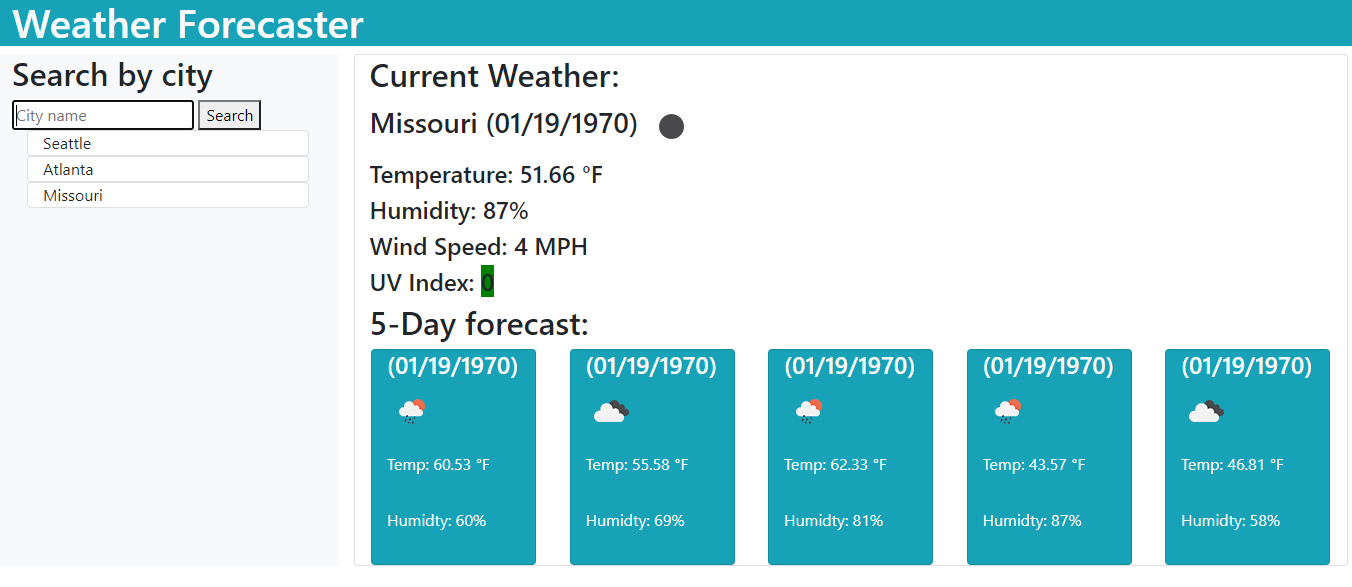 Weather Forecaster
Search by city
City name Search
Seattle
Atlanta
Missouri
Current Weather:
Missouri (01/19/1970)
Temperature: 51.66 °F
Humidity: 87%
Wind Speed: 4 MPH
UV Index: 0
5-Day forecast:
(01/19/1970)
Temp: 60.53 °F
Humidty: 60%
(01/19/1970)
Temp: 55.58 °F
Humidty: 69%
(01/19/1970)
Temp: 62.33 °F
Humidty: 81%
(01/19/1970)
Temp: 43.57 °F
Humidty: 87%
(01/19/1970)
Temp: 46.81 °F
Humidty: 58%